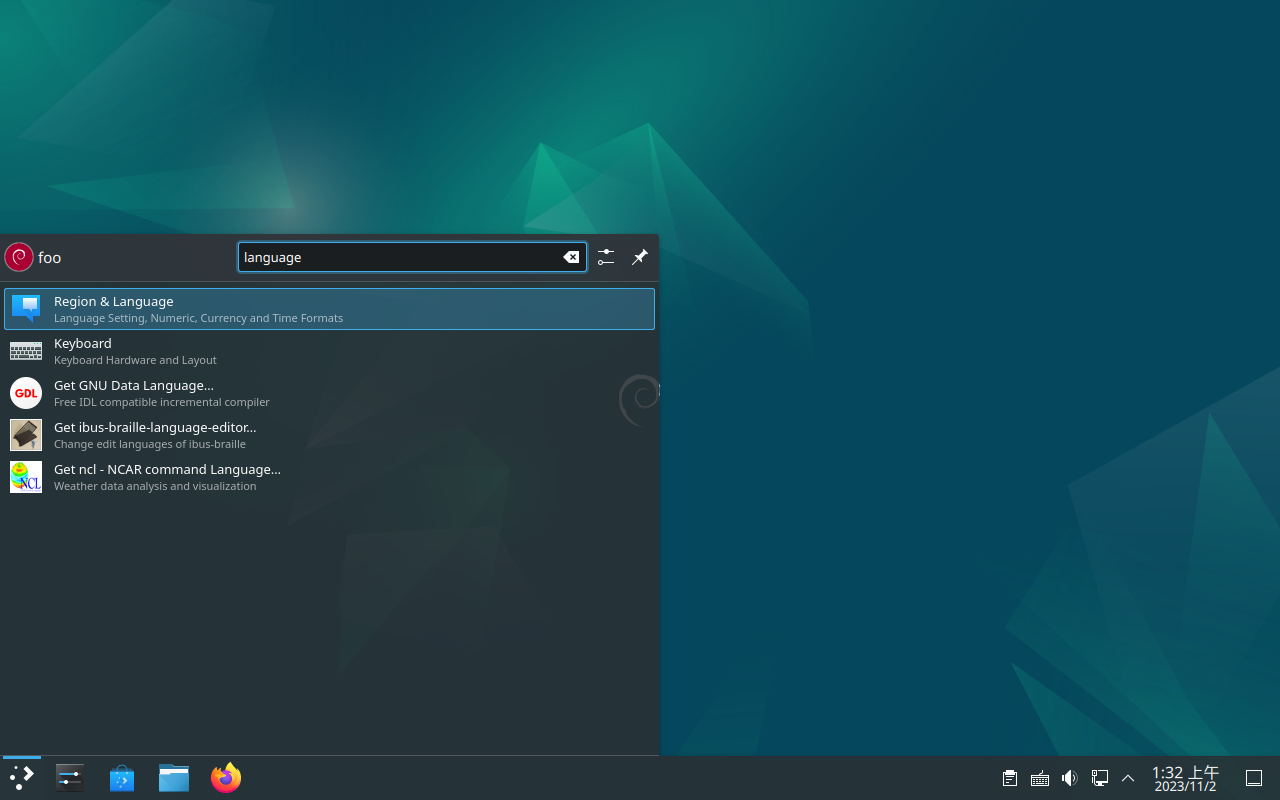 foo
language
Region & Language
Language Setting, Numeric, Currency and Time Formats
Keyboard
Keyboard Hardware and Layout
GDL
Get GNU Data Language...
Free IDL compatible incremental compiler
Get ibus-braille-language-editor...
Change edit languages of ibus-braille
NCL
Get ncl - NCAR command Language...
Weather data analysis and visualization
1:32 上午
2023/11/2